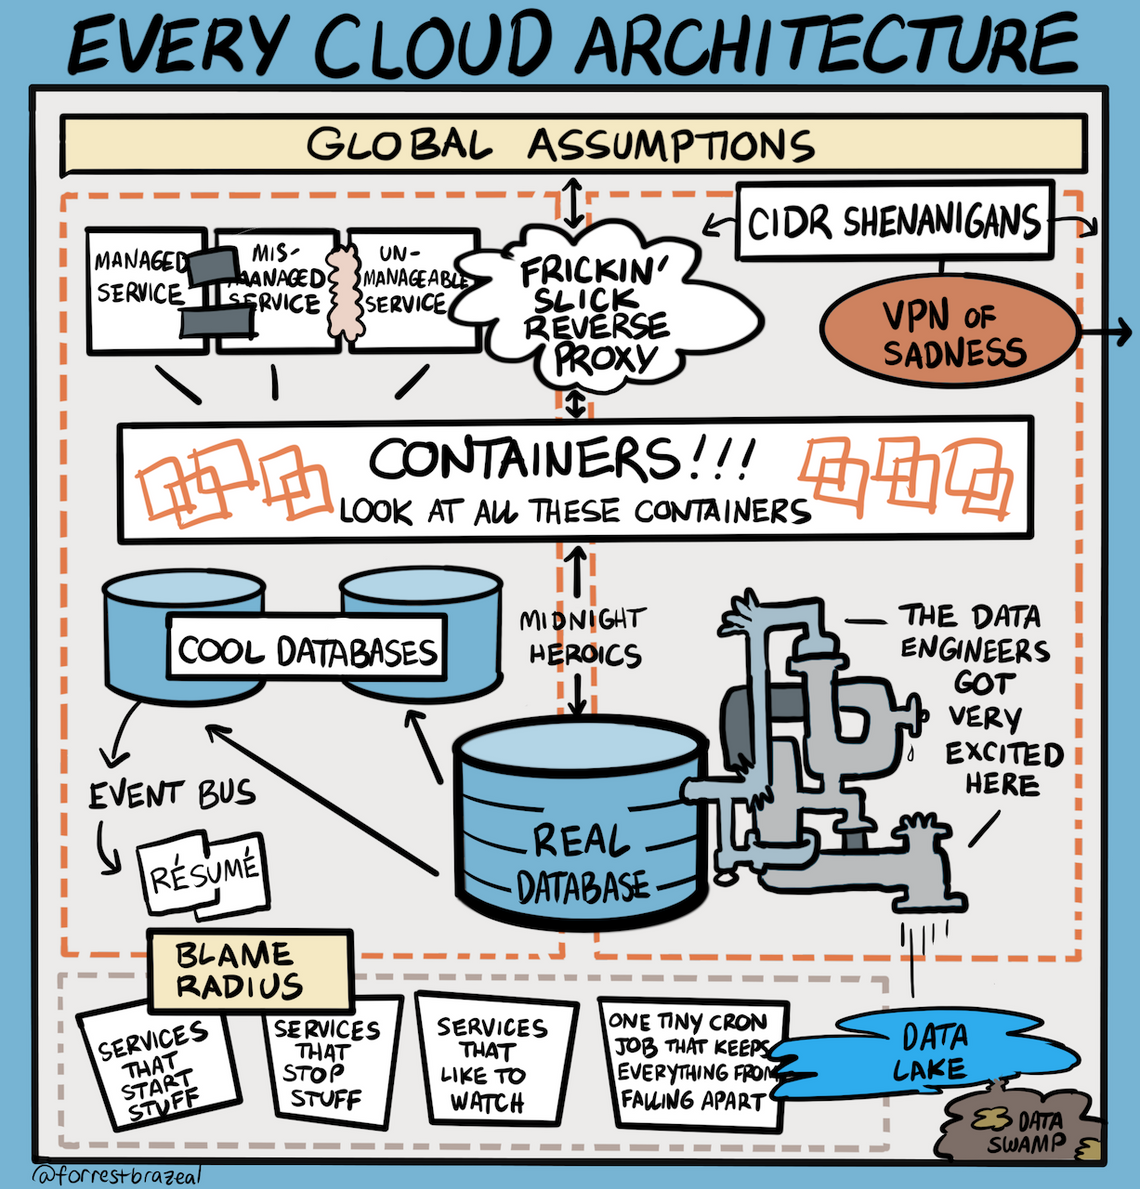 EVERY CLOUD ARCHITECTURE
GLOBAL ASSUMPTIONS
MANAGED
SERVICE
MIS-
MANAGED
SERVICE
UN-
MANAGEABLE
SERVICE
FRICKIN'
SLICK
REVERSE
PROXY
CIDR SHENANIGANS
VPN OF
SADNESS
CONTAINERS!!!
LOOK AT ALL THESE CONTAINERS
COOL DATABASES
MIDNIGHT
HEROICS
THE DATA
ENGINEERS
GOT
VERY
EXCITED
HERE
EVENT BUS
RÉSUMÉ
REAL
DATABASE
BLAME
RADIUS
SERVICES
THAT
START
STUFF
SERVICES
THAT
STOP
STUFF
SERVICES
THAT
LIKE TO
WATCH
ONE TINY CRON
JOB THAT KEEPS
EVERYTHING FROM
FALLING APART
DATA
LAKE
DATA
SWAMP
@forrestbrazeal